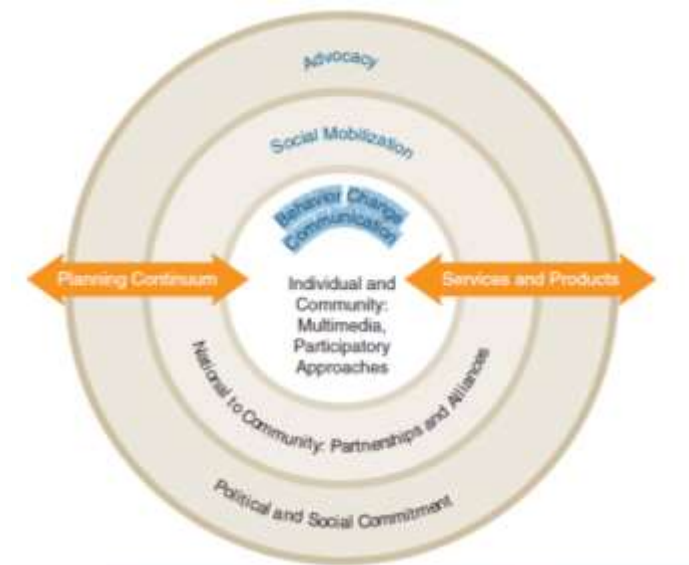 Advocacy
Social Mobilization
Behavior Change
Communication
Planning Continuum
Services and Products
Individual and
Community:
Multimedia,
Participatory
Approaches
National to Community: Partnerships and Alliances
Political and Social Commitment